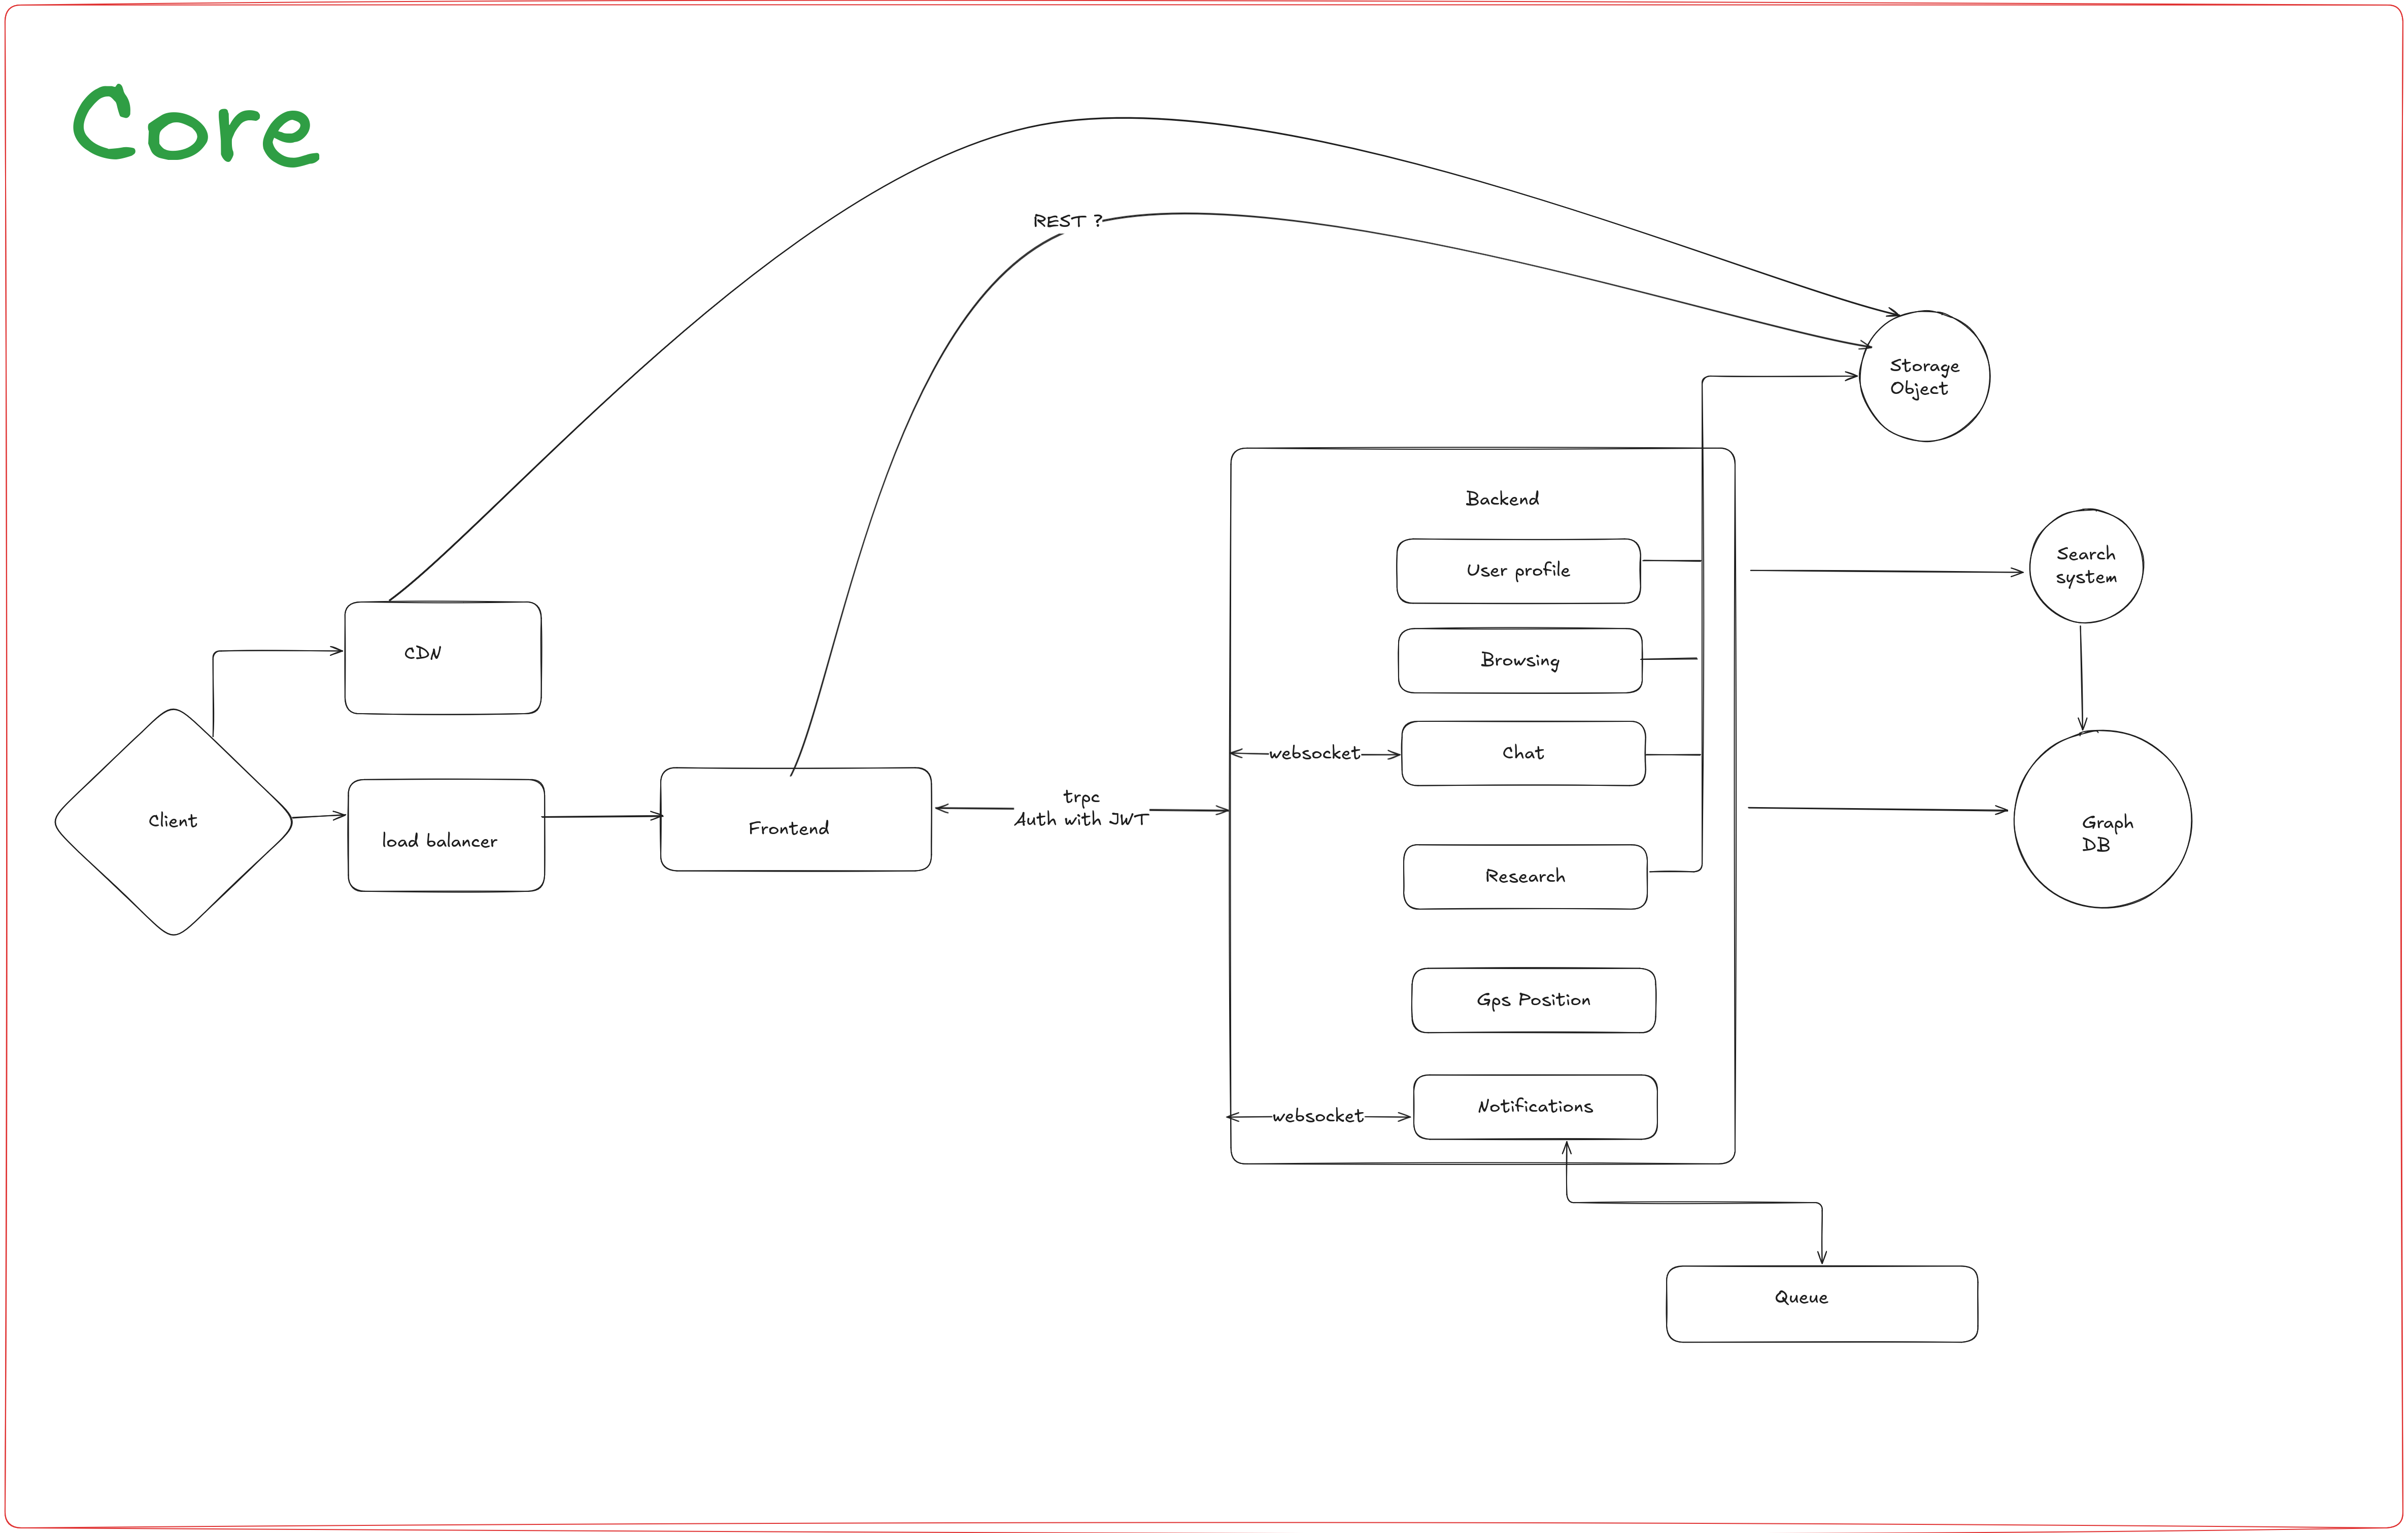 Core
REST ?
Storage
Object
Backend
User profile
Search
system
Browsing
CDN
websocket
Chat
trpc
Auth with JWT
Client
load balancer
Frontend
Graph
DB
Research
Gps Position
Notifications
websocket
Queue